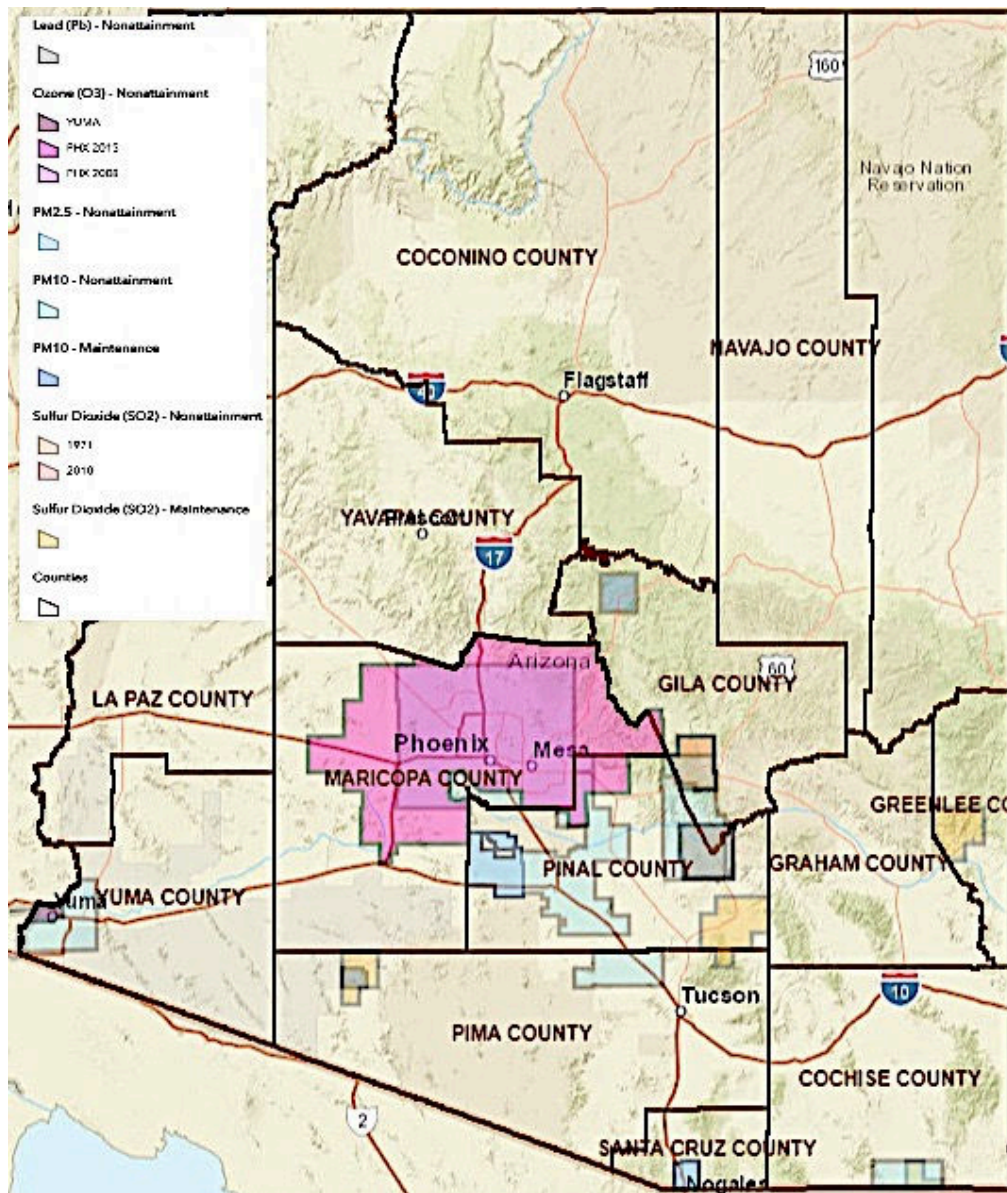 Lead (Pb) - Nonattainment
Ozone (O3) - Nonattainment
YUMA
PHX 2015
PHX 2008
PM2.5 - Nonattainment
PM10 - Nonattainment
PM10 - Maintenance
Sulfur Dioxide (SO2) - Nonattainment
1971
2010
Sulfur Dioxide (SO2) - Maintenance
Counties
160
Navajo Nation
Reservation
COCONINO COUNTY
NAVAJO COUNTY
Flagstaff
YAVAPAI COUNTY
Prescott
17
Arizona
60
LA PAZ COUNTY
GILA COUNTY
Phoenix
Mesa
MARICOPA COUNTY
GREENLEE CO
PINAL COUNTY
GRAHAM COUNTY
Yuma
YUMA COUNTY
10
Tucson
PIMA COUNTY
COCHISE COUNTY
2
SANTA CRUZ COUNTY
Nogales